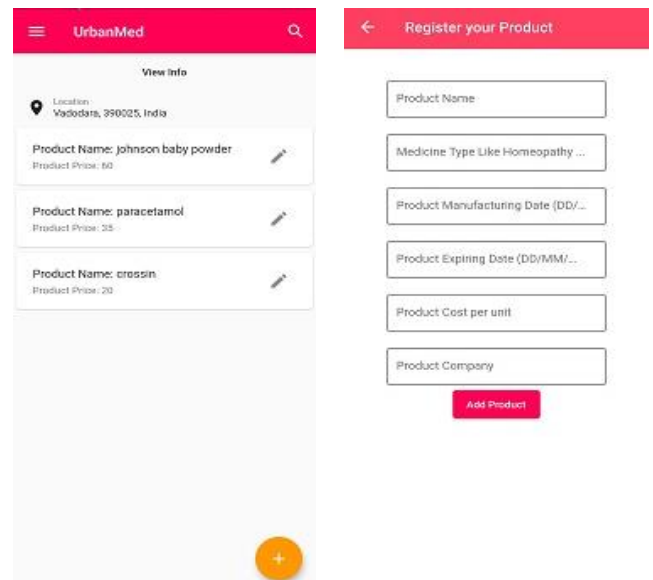 UrbanMed
View Info
Location
Vadodara, 390025, India
Product Name: johnson baby powder
Product Price: 60
Product Name: paracetamol
Product Price: 35
Product Name: crossin
Product Price: 20
+
Register your Product
Product Name
Medicine Type Like Homeopathy ...
Product Manufacturing Date (DD/...
Product Expiring Date (DD/MM/...
Product Cost per unit
Product Company
Add Product